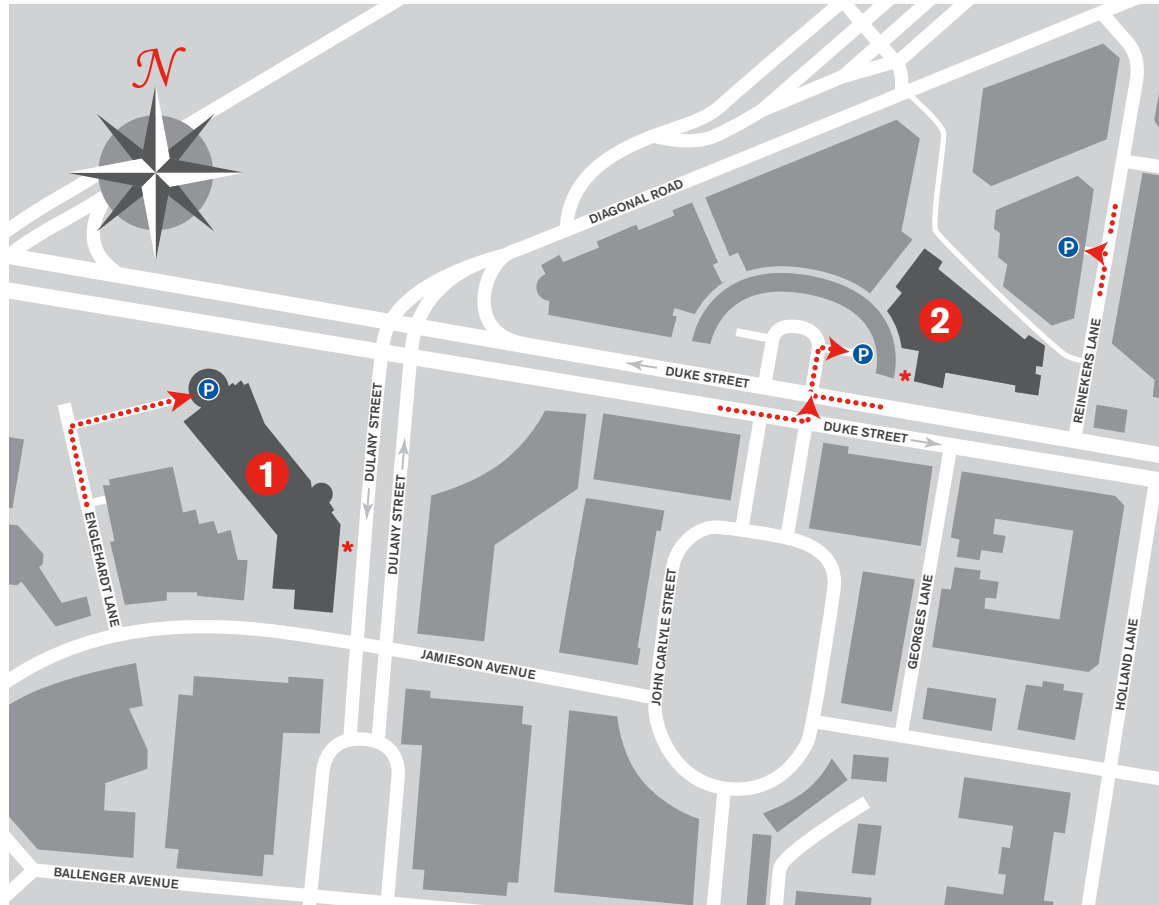 N
DIAGONAL ROAD
P
2
REINEKERS LANE
P
DUKE STREET
*
DUKE STREET
P
DULANY STREET
DULANY STREET
1
*
ENGLEHARDT LANE
JOHN CARLYLE STREET
GEORGES LANE
HOLLAND LANE
JAMIESON AVENUE
BALLENGER AVENUE